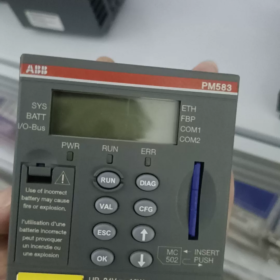 ABB
PM583
SYS
BATT
I/O-Bus
ETH
FBP
COM1
COM2
PWR RUN ERR
RUN DIAG
VAL CFG
ESC
OK
Use of incorrect
battery may cause
fire or explosion.
L'utilisation d'une
batterie incorrecte
peut provoquer
un incendie ou
une explosion
MC
502
INSERT
PUSH